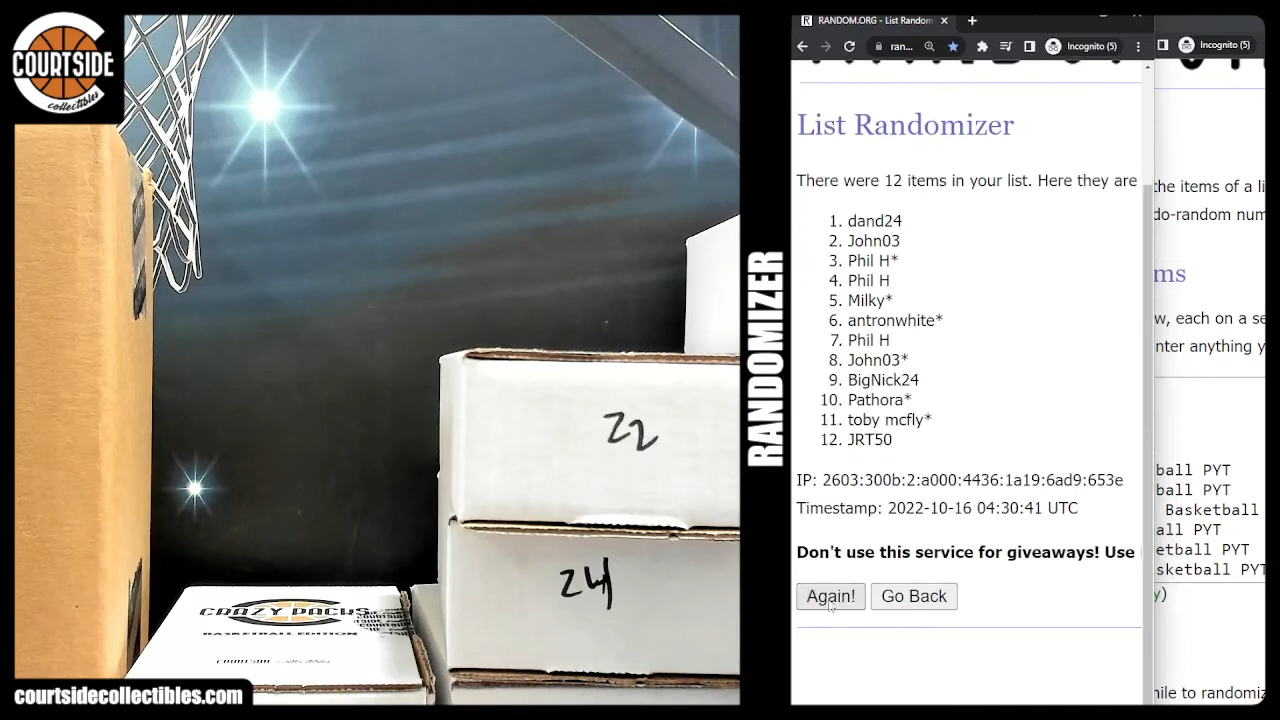 COURTSIDE
collectibles
22
24
CRAZY PACKS
BASKETBALL EDITION
courtsidecollectibles.com
RANDOMIZER
RANDOM.ORG - List Random
ran...
Incognito (5)
Incognito (5)
List Randomizer
There were 12 items in your list. Here they are
1. dand24
2. John03
3. Phil H*
4. Phil H
5. Milky*
6. antronwhite*
7. Phil H
8. John03*
9. BigNick24
10. Pathora*
11. toby mcfly*
12. JRT50
IP: 2603:300b:2:a000:4436:1a19:6ad9:653e
Timestamp: 2022-10-16 04:30:41 UTC
Don't use this service for giveaways! Use
Again!
Go Back
the items of a li
do-random num
ms
w, each on a se
nter anything y
ball PYT
ball PYT
Basketball
all PYT
etball PYT
sketball PYT
y)
nile to randomiz